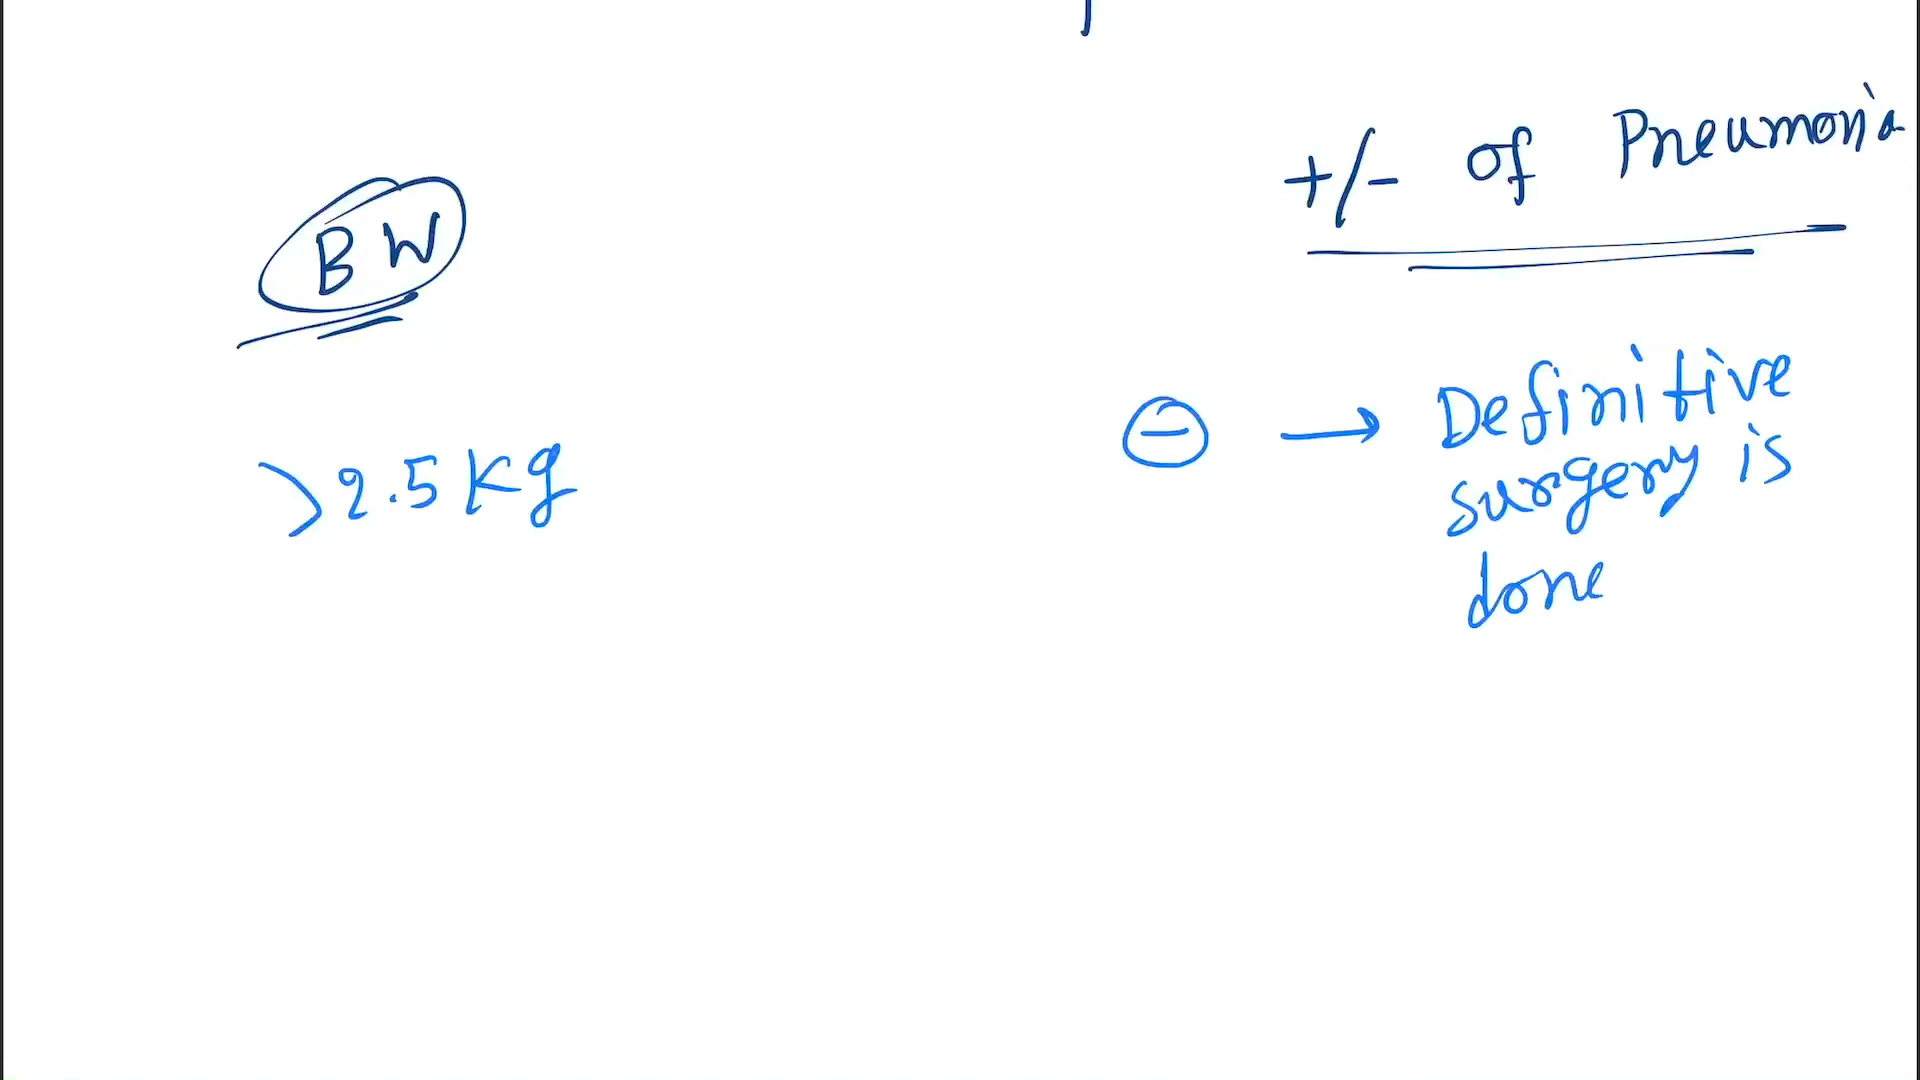 +/- of Pneumonia
BW
>2.5 Kg
- → Definitive
surgery is
done